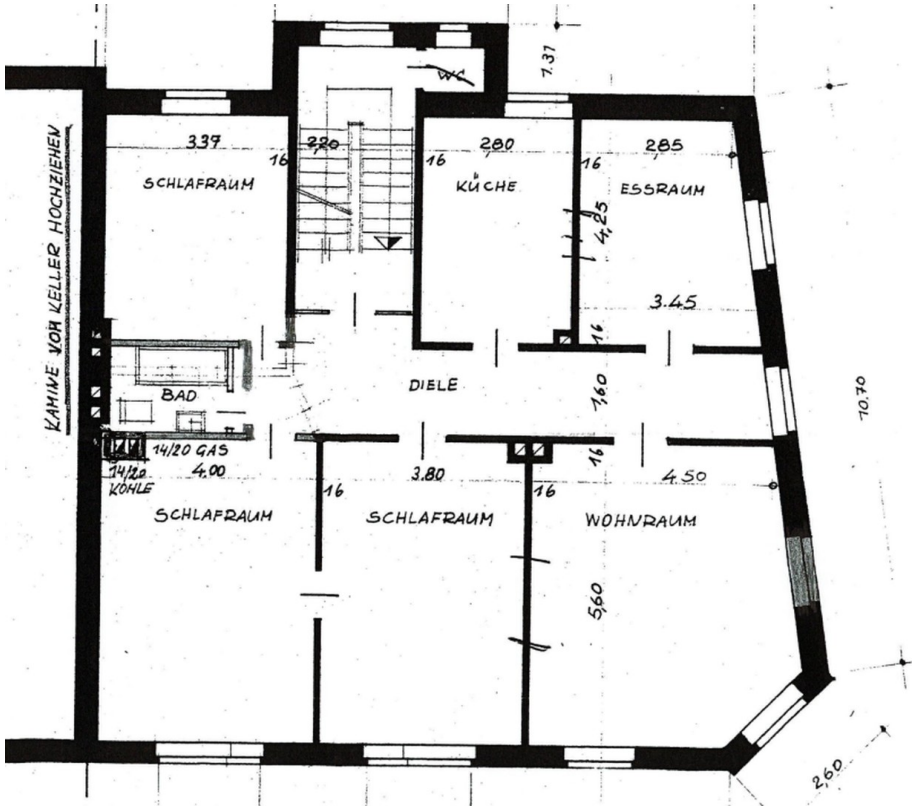 WC
1.31
3.37
2,20
2,80
2,85
16
16
16
SCHLAFRAUM
KÜCHE
ESSRAUM
4,25
3.45
16
KAMINE VOM KELLER HOCHZIEHEN
BAD
DIELE
1,60
10.70
14/20 GAS
14/20
KOHLE
4.00
3.80
4.50
16
16
16
SCHLAFRAUM
SCHLAFRAUM
WOHNRAUM
5,60
2,60